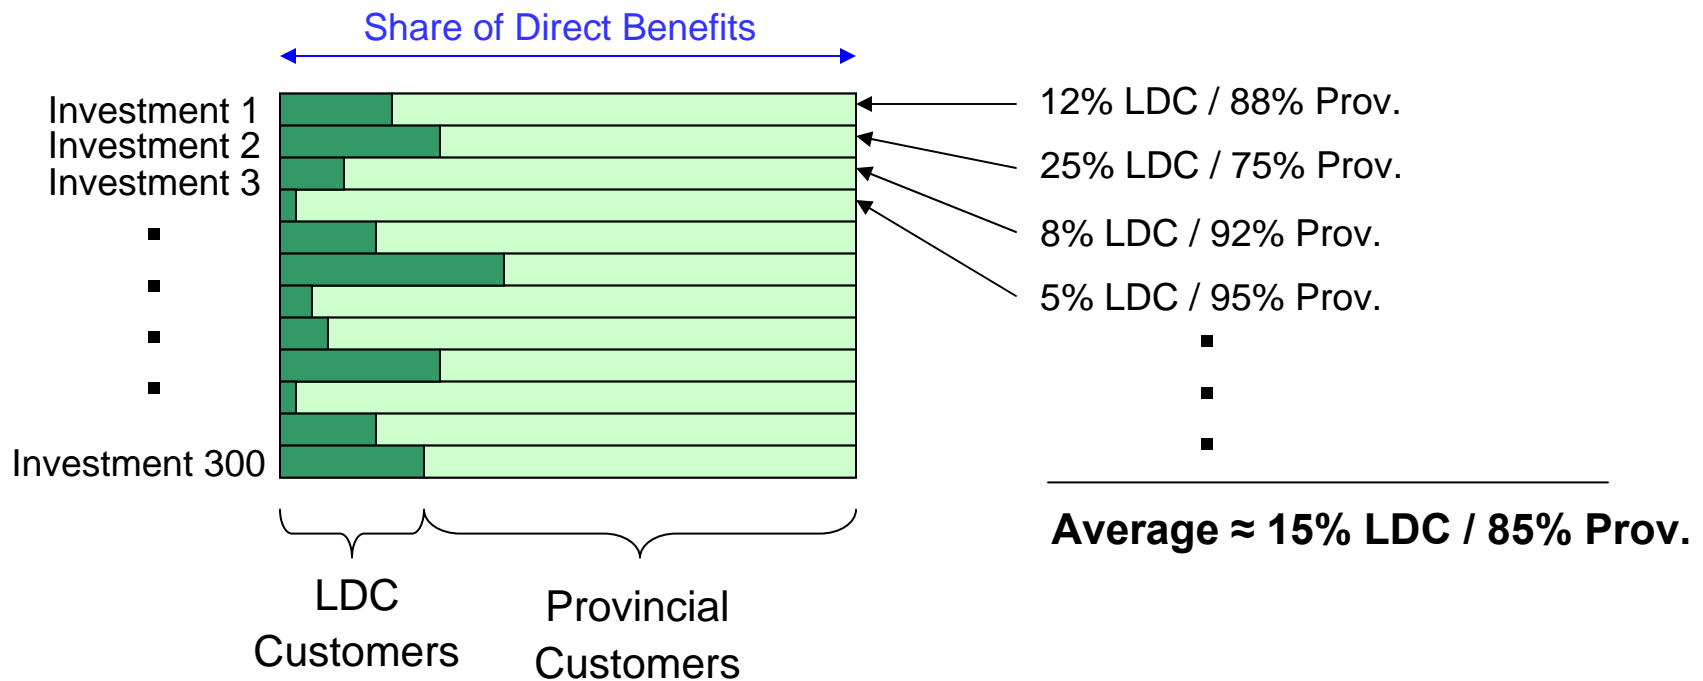 Share of Direct Benefits
Investment 1
Investment 2
Investment 3
Investment 300
12% LDC / 88% Prov.
25% LDC / 75% Prov.
8% LDC / 92% Prov.
5% LDC / 95% Prov.
Average ≈ 15% LDC / 85% Prov.
LDC
Customers
Provincial
Customers